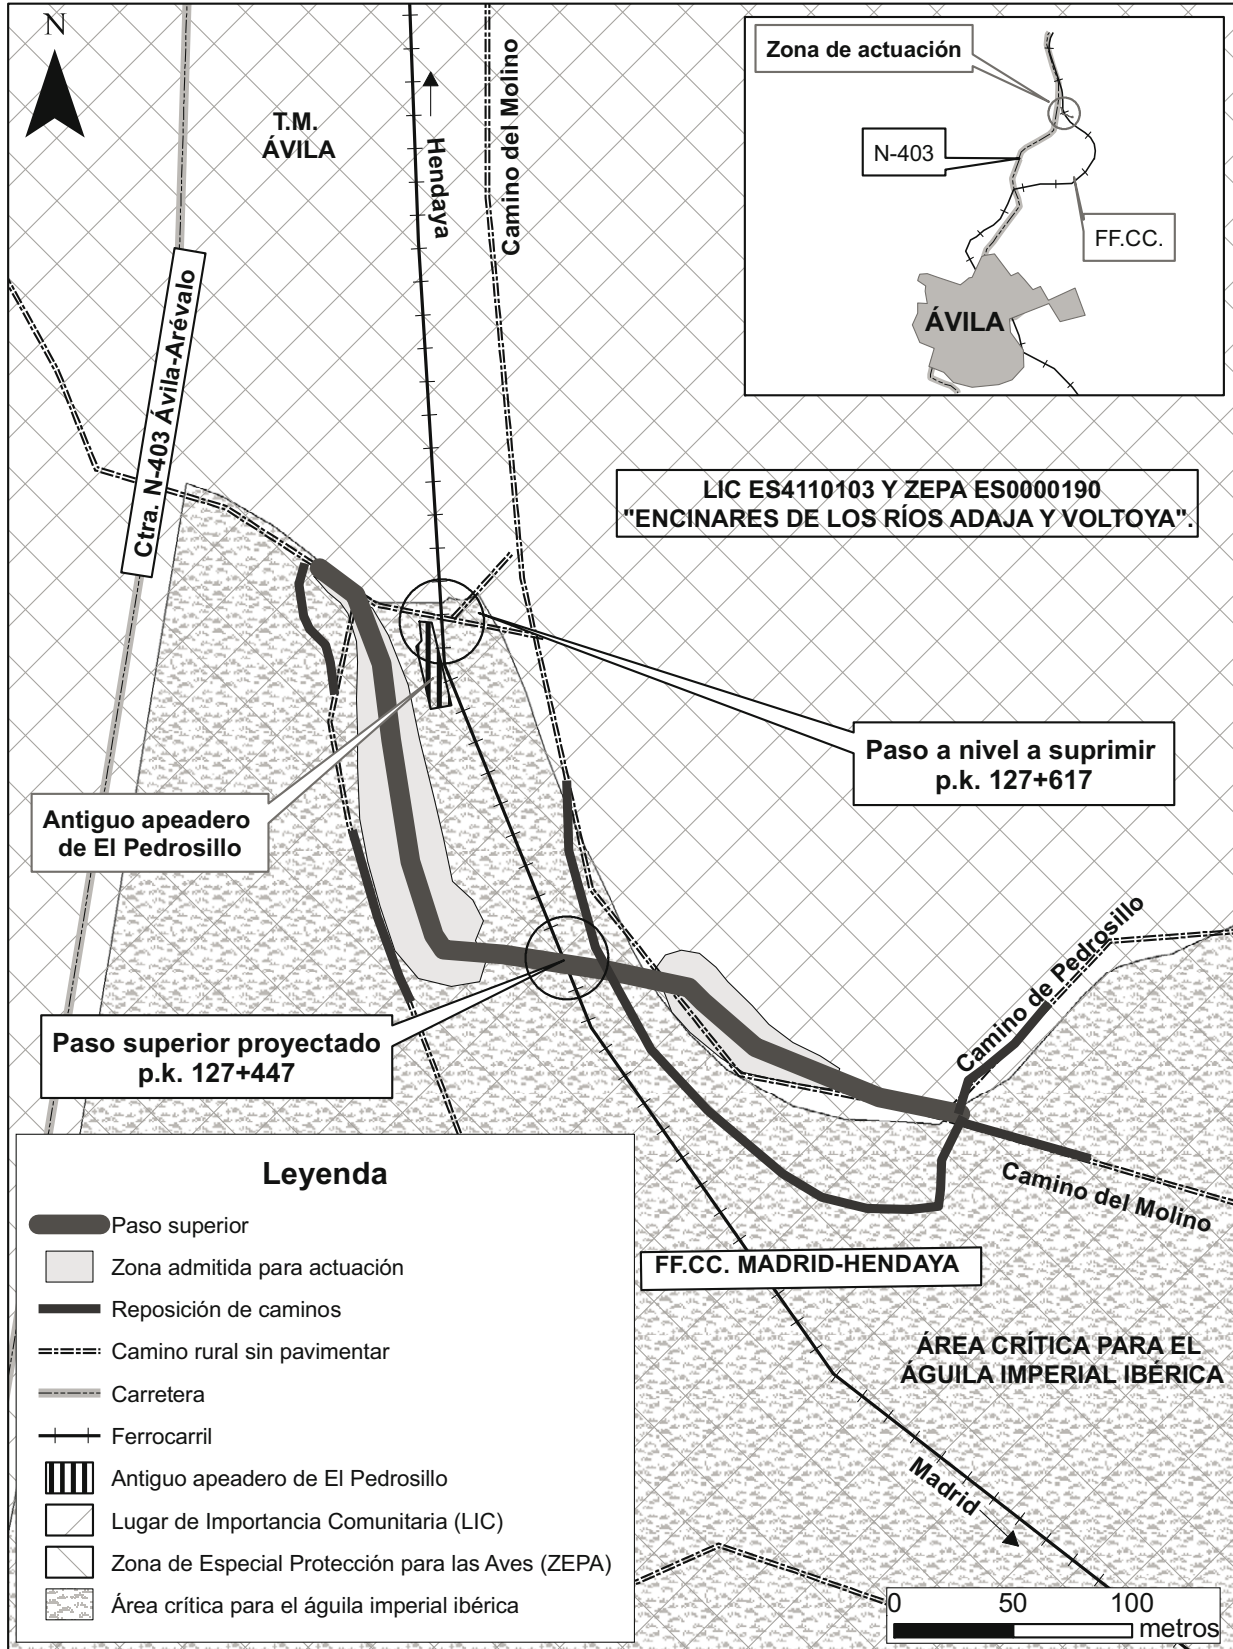 N
T.M.
ÁVILA
Hendaya
Camino del Molino
Zona de actuación
N-403
FF.CC.
ÁVILA
Ctra. N-403 Ávila-Arévalo
LIC ES4110103 Y ZEPA ES0000190
"ENCINARES DE LOS RÍOS ADAJA Y VOLTOYA".
Paso a nivel a suprimir
p.k. 127+617
Antiguo apeadero
de El Pedrosillo
Camino de Pedrosillo
Paso superior proyectado
p.k. 127+447
Camino del Molino
FF.CC. MADRID-HENDAYA
ÁREA CRÍTICA PARA EL
ÁGUILA IMPERIAL IBÉRICA
Madrid
Leyenda
Paso superior
Zona admitida para actuación
Reposición de caminos
Camino rural sin pavimentar
Carretera
Ferrocarril
Antiguo apeadero de El Pedrosillo
Lugar de Importancia Comunitaria (LIC)
Zona de Especial Protección para las Aves (ZEPA)
Área crítica para el águila imperial ibérica
0 50 100
metros